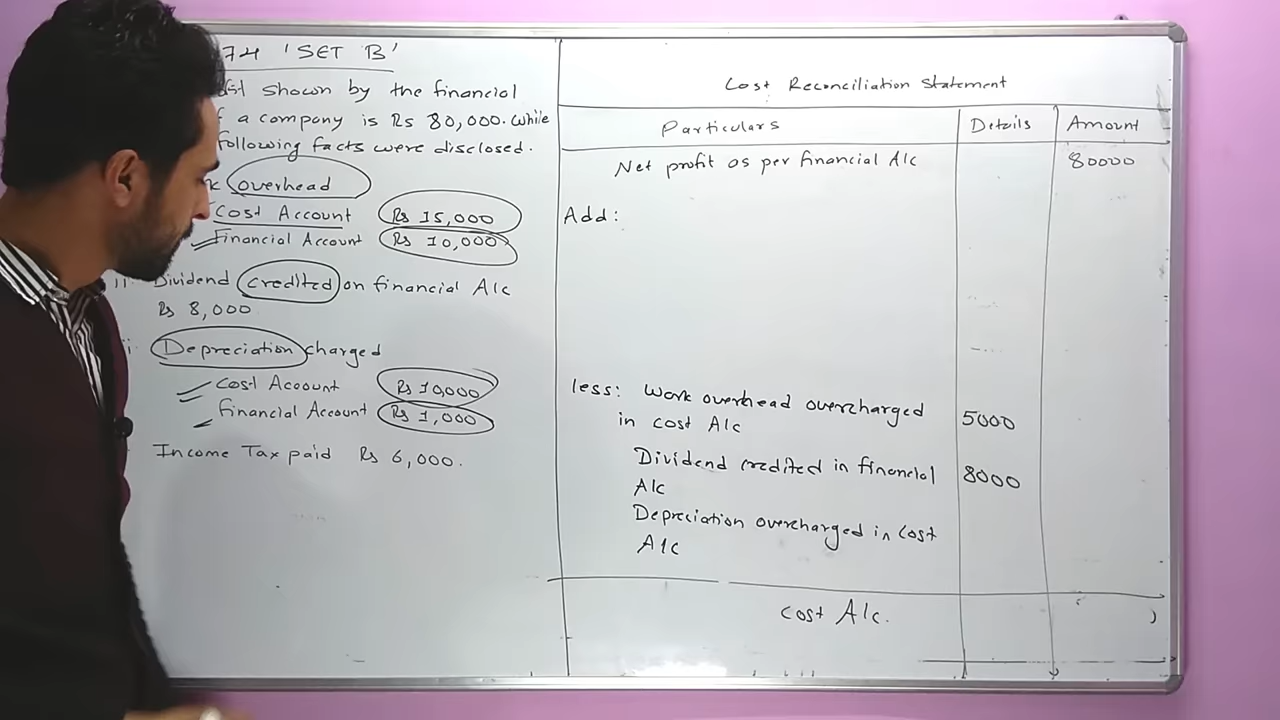 74 'SET B'
shown by the financial
a company is Rs 80,000. while
following facts were disclosed.
overhead
Cost Account Rs 15,000
Financial Account Rs 10,000
Dividend credited on financial A/c
Rs 8,000
Depreciation charged
Cost Account Rs 10,000
Financial Account Rs 1,000
Income Tax paid Rs 6,000.
Cost Reconciliation Statement
Particulars Details Amount
Net profit as per financial A/c 80000
Add:
less: Work overhead overcharged
in cost A/c 5000
Dividend credited in financial 8000
A/c
Depreciation overcharged in cost
A/c
cost A/c.